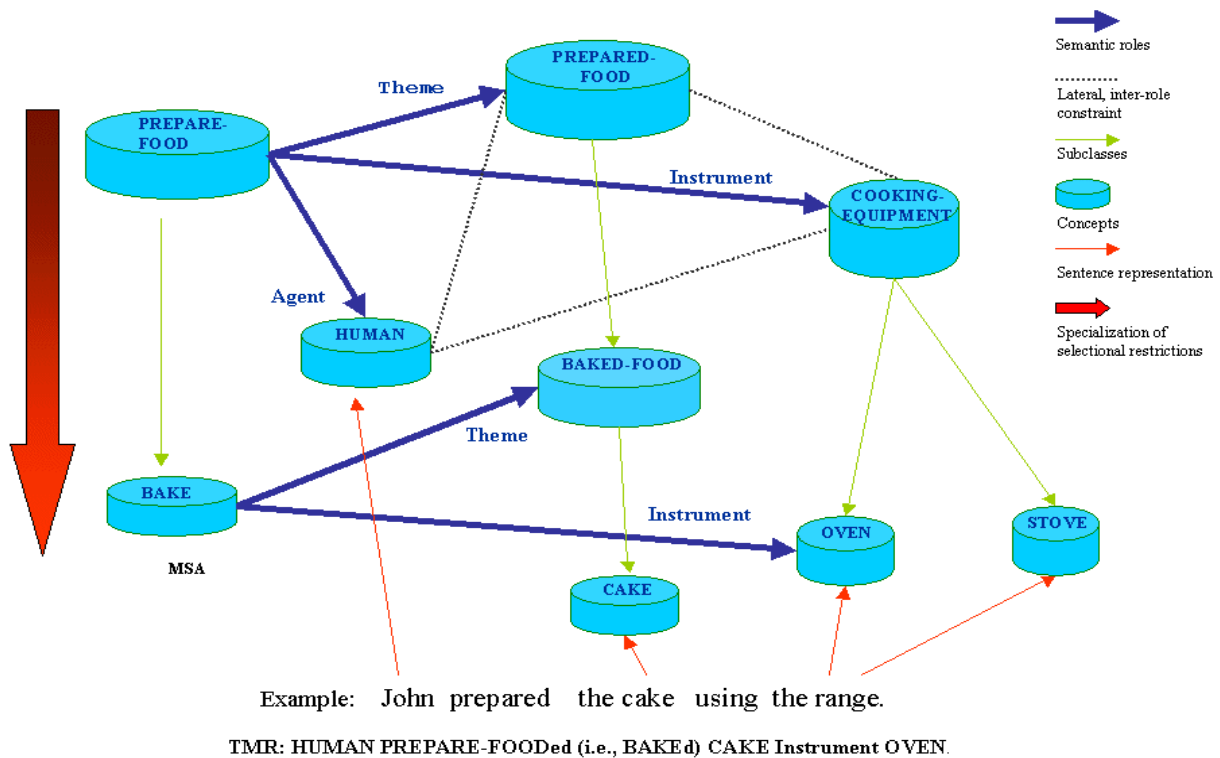 PREPARED-
FOOD
Theme
PREPARE-
FOOD
Instrument
COOKING-
EQUIPMENT
Agent
HUMAN
BAKED-FOOD
Theme
BAKE
Instrument
OVEN
STOVE
MSA
CAKE
Semantic roles
Lateral, inter-role
constraint
Subclasses
Concepts
Sentence representation
Specialization of
selectional restrictions
Example: John prepared the cake using the range.
TMR: HUMAN PREPARE-FOODed (i.e., BAKEd) CAKE Instrument OVEN.